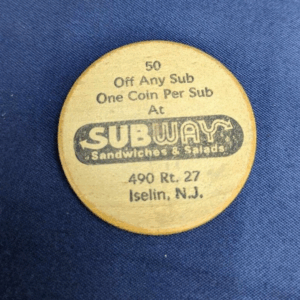 50
Off Any Sub
One Coin Per Sub
At
SUBWAY
Sandwiches & Salads
490 Rt. 27
Iselin, N.J.